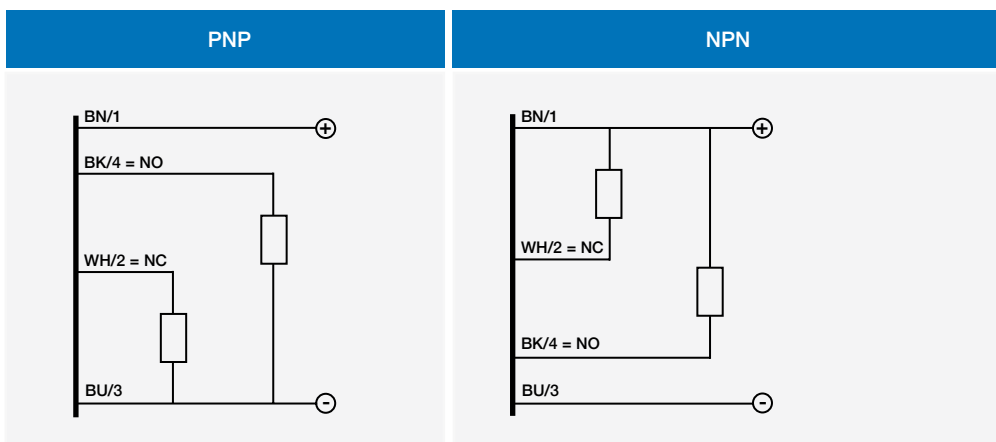 PNP
BN/1
+
BK/4 = NO
WH/2 = NC
BU/3
-
NPN
BN/1
+
WH/2 = NC
BK/4 = NO
BU/3
-